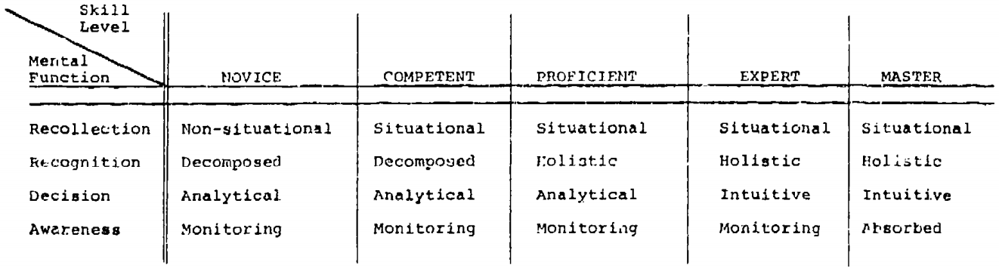 Skill
Level
Mental
Function NOVICE COMPETENT PROFICIENT EXPERT MASTER
Recollection Non-situational Situational Situational Situational Situational
Recognition Decomposed Decomposed Holistic Holistic Holistic
Decision Analytical Analytical Analytical Intuitive Intuitive
Awareness Monitoring Monitoring Monitoring Monitoring Absorbed